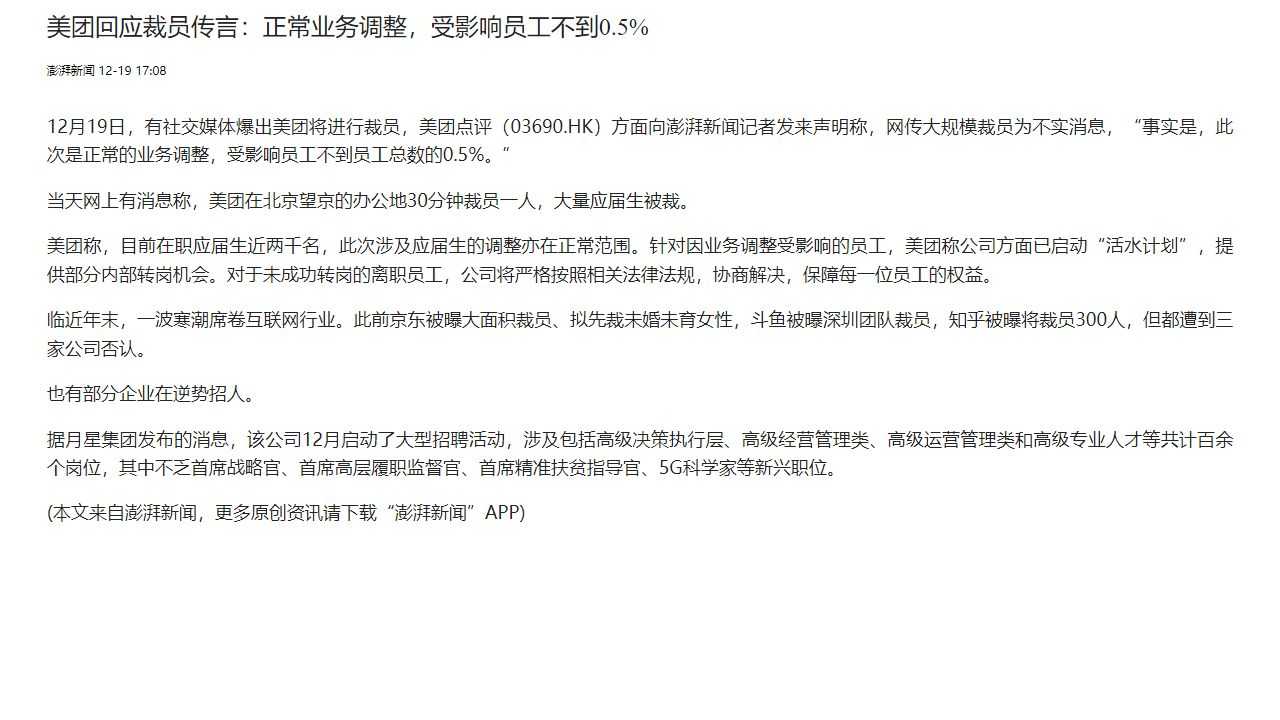 美团回应裁员传言：正常业务调整，受影响员工不到0.5%
澎湃新闻 12-19 17:08
12月19日，有社交媒体爆出美团将进行裁员，美团点评（03690.HK）方面向澎湃新闻记者发来声明称，网传大规模裁员为不实消息，“事实是，此
次是正常的业务调整，受影响员工不到员工总数的0.5%。”
当天网上有消息称，美团在北京望京的办公地30分钟裁员一人，大量应届生被裁。
美团称，目前在职应届生近两千名，此次涉及应届生的调整亦在正常范围。针对因业务调整受影响的员工，美团称公司方面已启动“活水计划”，提
供部分内部转岗机会。对于未成功转岗的离职员工，公司将严格按照相关法律法规，协商解决，保障每一位员工的权益。
临近年末，一波寒潮席卷互联网行业。此前京东被曝大面积裁员、拟先裁未婚未育女性，斗鱼被曝深圳团队裁员，知乎被曝将裁员300人，但都遭到三
家公司否认。
也有部分企业在逆势招人。
据月星集团发布的消息，该公司12月启动了大型招聘活动，涉及包括高级决策执行层、高级经营管理类、高级运营管理类和高级专业人才等共计百余
个岗位，其中不乏首席战略官、首席高层履职监督官、首席精准扶贫指导官、5G科学家等新兴职位。
(本文来自澎湃新闻，更多原创资讯请下载“澎湃新闻”APP)